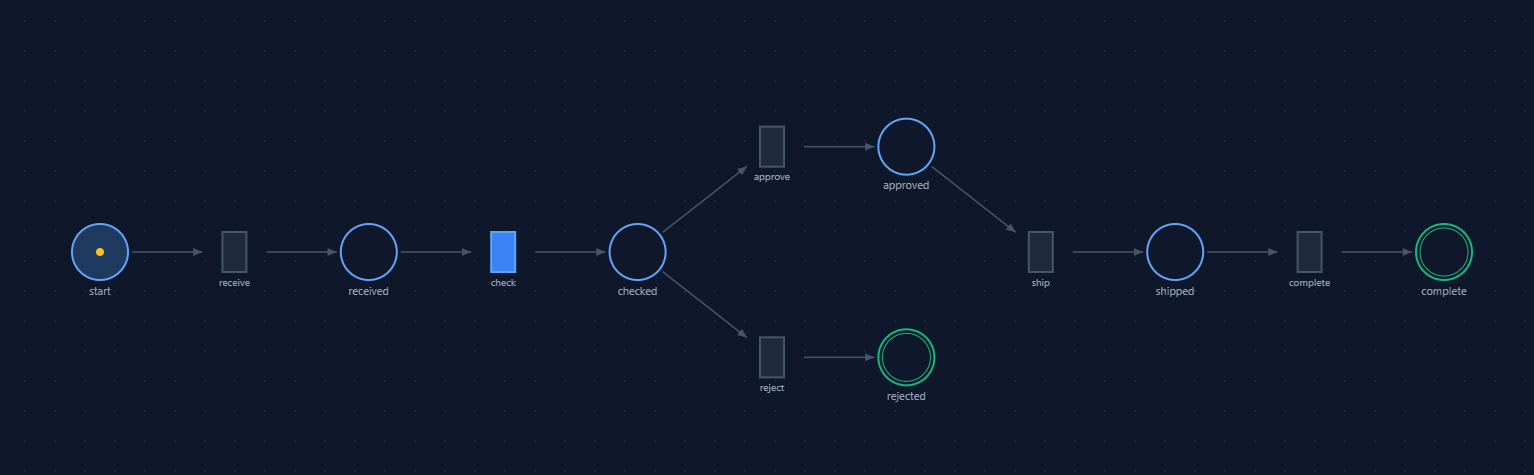 start
receive
received
check
checked
approve
approved
reject
rejected
ship
shipped
complete
complete